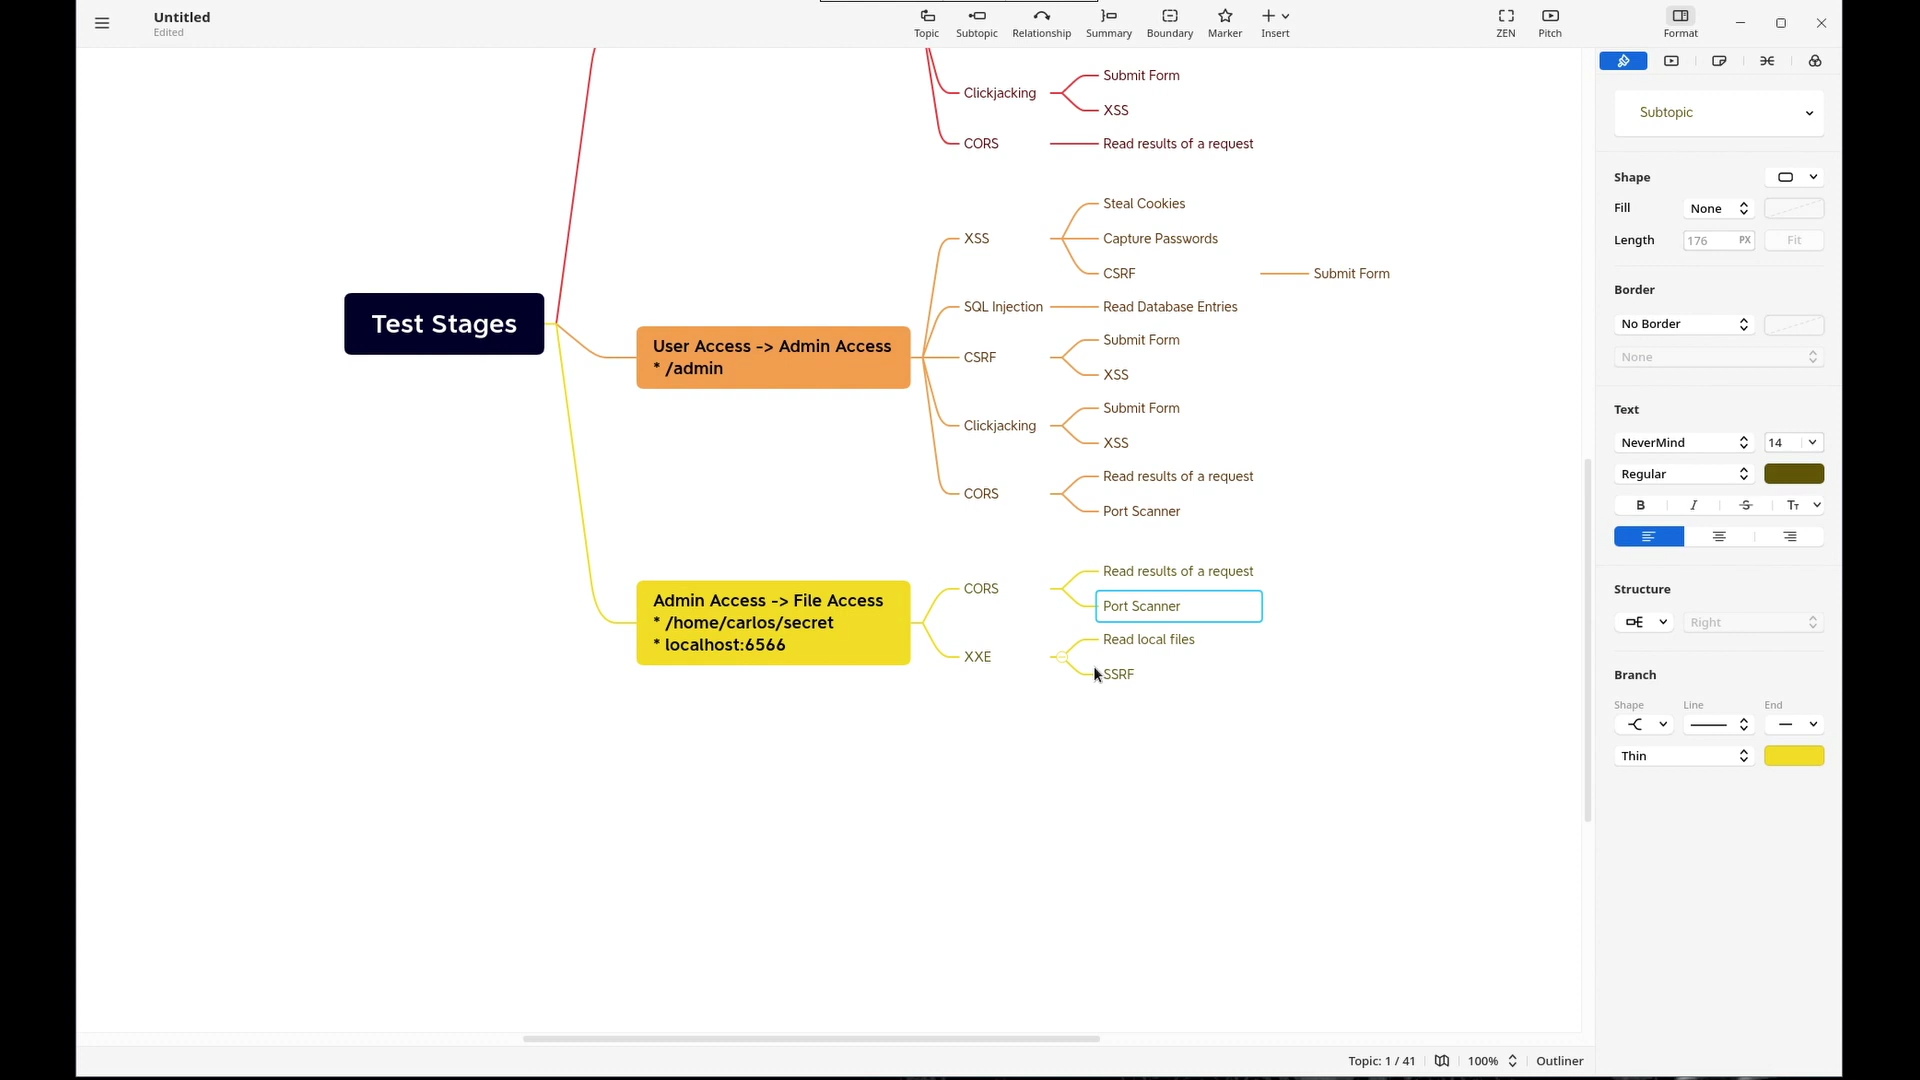 Untitled
Edited
Topic
Subtopic
Relationship
Summary
Boundary
Marker
Insert
ZEN
Pitch
Format
Clickjacking
Submit Form
XSS
CORS
Read results of a request
Test Stages
User Access -> Admin Access
* /admin
XSS
Steal Cookies
Capture Passwords
CSRF
Submit Form
SQL Injection
Read Database Entries
CSRF
Submit Form
XSS
Clickjacking
Submit Form
XSS
CORS
Read results of a request
Port Scanner
Admin Access -> File Access
* /home/carlos/secret
* localhost:6566
CORS
Read results of a request
Port Scanner
XXE
Read local files
SSRF
Subtopic
Shape
Fill
None
Length
176 PX
Fit
Border
No Border
None
Text
NeverMind
14
Regular
B
I
S
Tт
Structure
Right
Branch
Shape
Line
End
Thin
Topic: 1 / 41
100%
Outliner